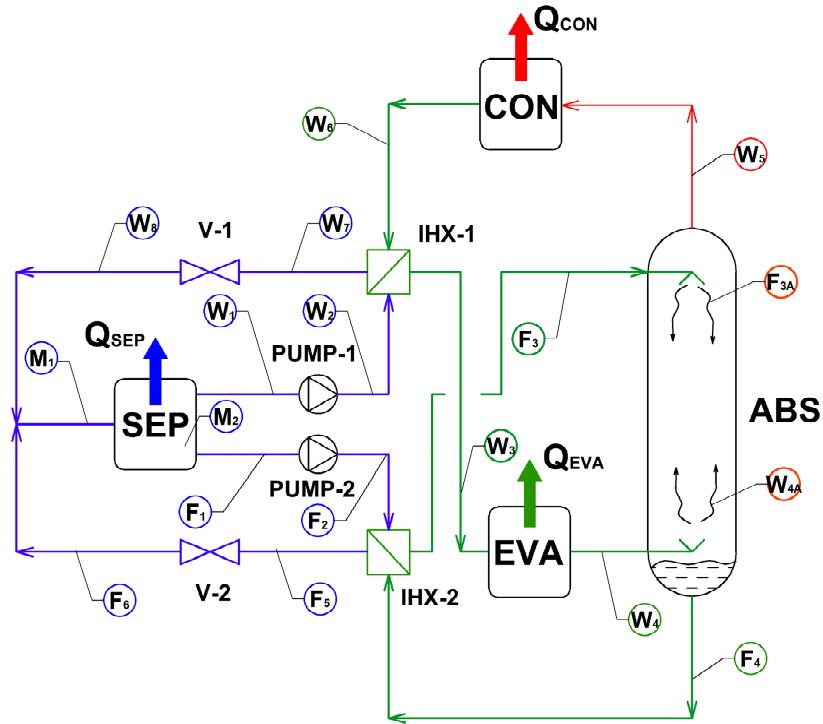 QCON
CON
W6
W5
W8
V-1
W7
IHX-1
F3A
W1
W2
F3
QSEP
PUMP-1
M1
SEP
M2
ABS
W3
QEVA
W4A
PUMP-2
F1
F2
EVA
V-2
IHX-2
F6
F5
W4
F4